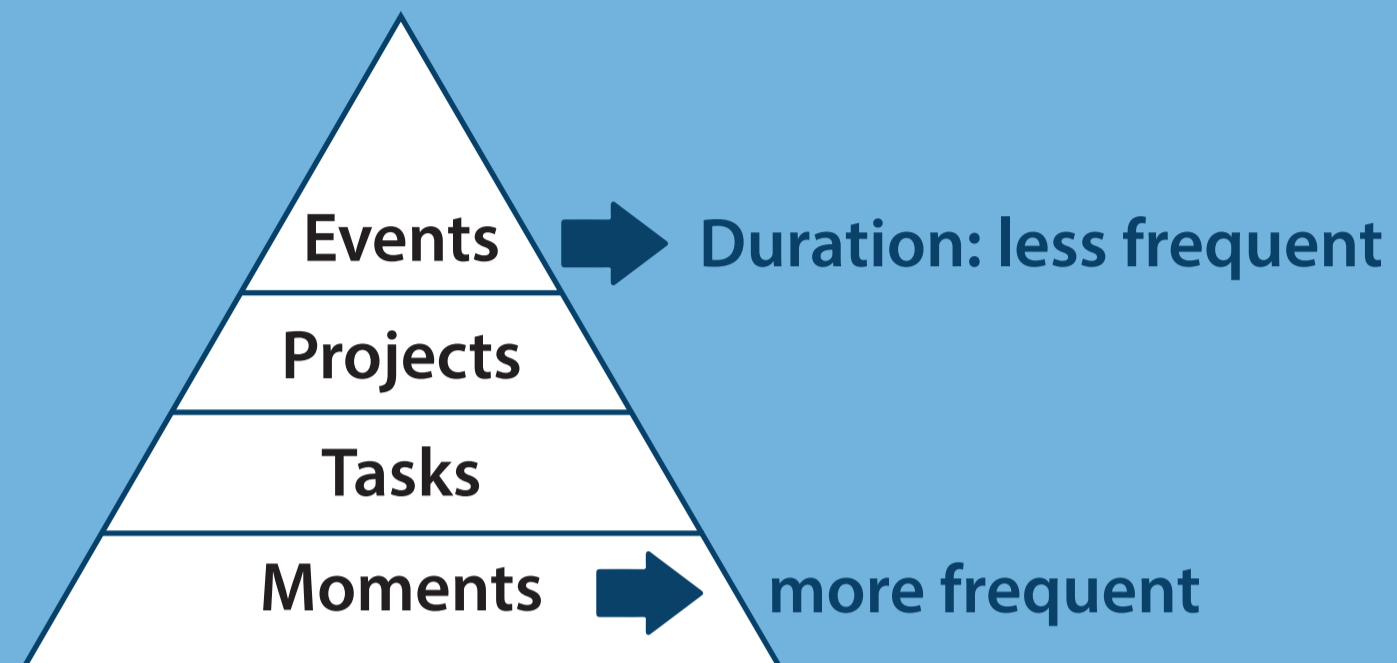 Events
Duration: less frequent
Projects
Tasks
Moments
more frequent